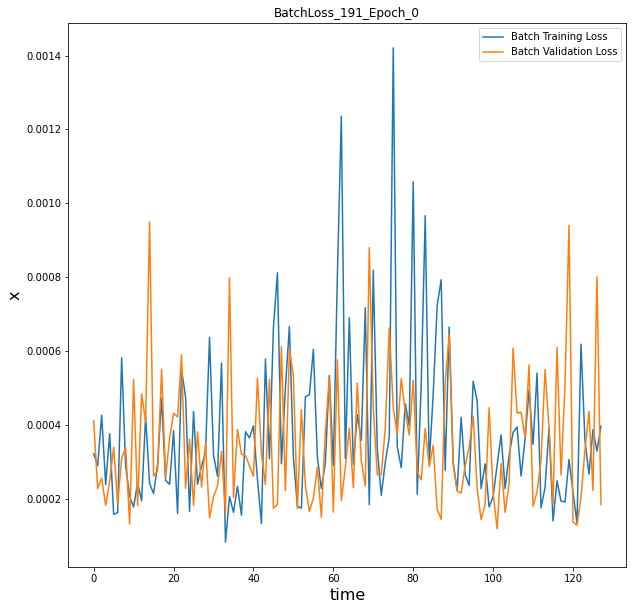 BatchLoss_191_Epoch_0
Batch Training Loss
Batch Validation Loss
0.0014
0.0012
0.0010
0.0008
0.0006
0.0004
0.0002
x
0 20 40 60 80 100 120
time